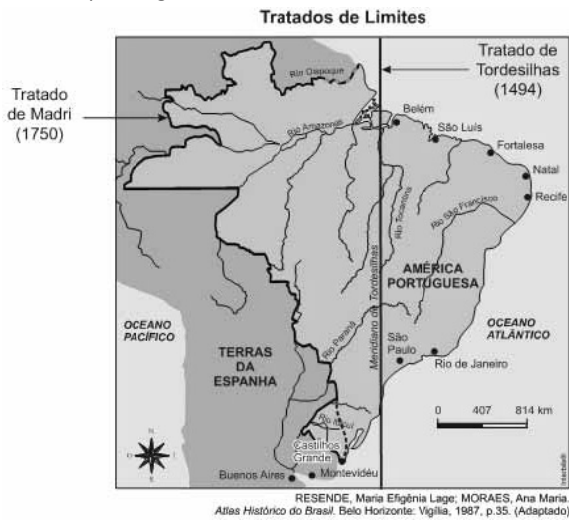 Tratados de Limites
Tratado
de Madri
(1750)
Tratado de
Tordesilhas
(1494)
Rio Oiapoque
Rio Amazonas
Belém
São Luís
Fortalesa
Natal
Recife
Rio São Francisco
Rio Tocantins
Meridiano de Tordesilhas
AMÉRICA
PORTUGUESA
OCEANO
PACÍFICO
OCEANO
ATLÂNTICO
TERRAS
DA
ESPANHA
Rio Paraná
São
Paulo
Rio de Janeiro
0 407 814 km
Castilhos
Grande
Buenos Aires
Montevidéu
N
S
RESENDE, Maria Efigênia Lage; MORAES, Ana Maria.
Atlas Histórico do Brasil. Belo Horizonte: Vigília, 1987, p.35. (Adaptado)